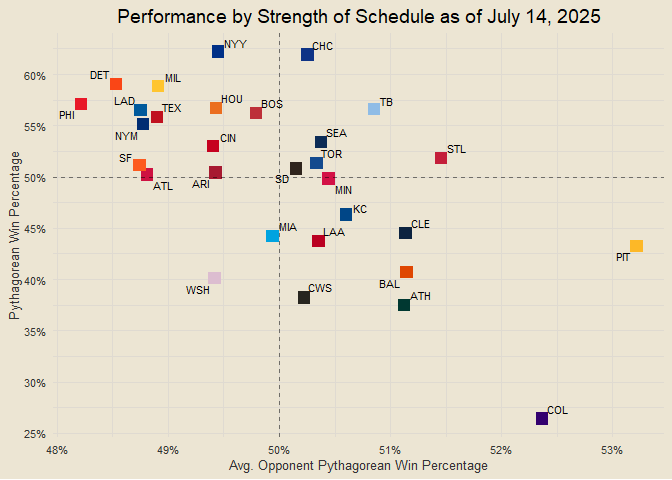 Performance by Strength of Schedule as of July 14, 2025
NYY
CHC
60%
DET
MIL
HOU
BOS
TB
PHI
LAD
TEX
55%
NYM
CIN
SEA
TOR
STL
SF
50%
ATL
ARI
SD
MIN
KC
45%
MIA
LAA
CLE
PIT
40%
WSH
BAL
CWS
ATH
35%
30%
COL
25%
48%
49%
50%
51%
52%
53%
Avg. Opponent Pythagorean Win Percentage
Pythagorean Win Percentage